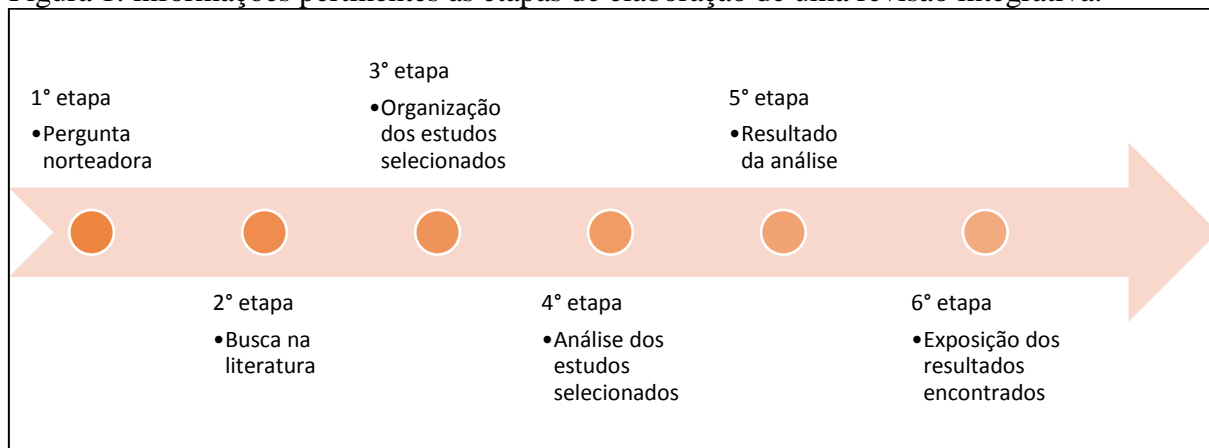 Figura 1. Informações pertinentes às etapas de elaboração de uma revisão integrativa.
1° etapa
•Pergunta
norteadora
2° etapa
•Busca na
literatura
3° etapa
•Organização
dos estudos
selecionados
4° etapa
•Análise dos
estudos
selecionados
5° etapa
•Resultado
da análise
6° etapa
•Exposição dos
resultados
encontrados